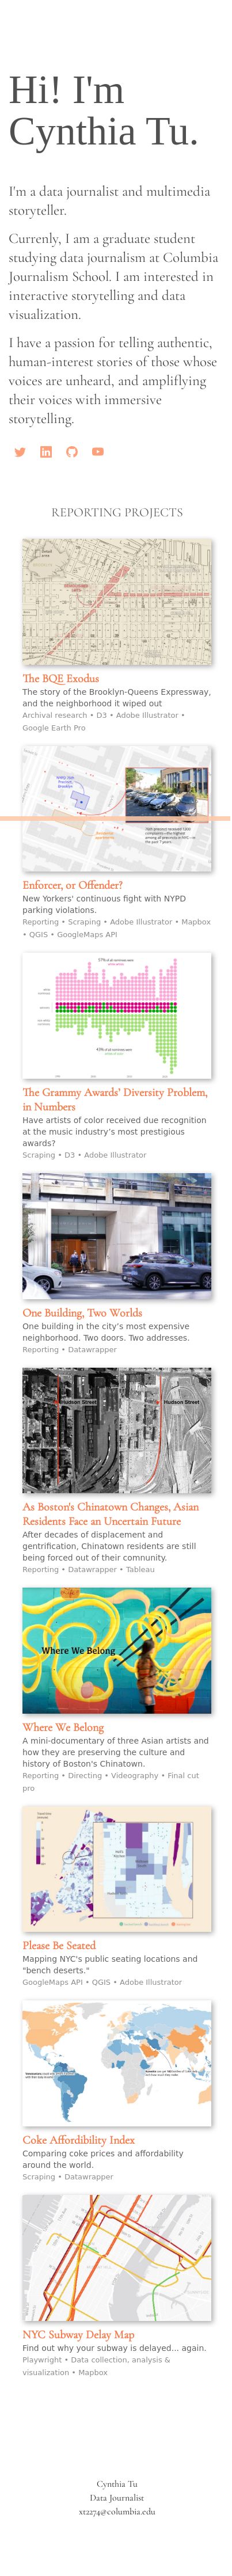 Hi! I'm
Cynthia Tu.
I'm a data journalist and multimedia
storyteller.
Currenly, I am a graduate student
studying data journalism at Columbia
Journalism School. I am interested in
interactive storytelling and data
visualization.
I have a passion for telling authentic,
human-interest stories of those whose
voices are unheard, and ampliflying
their voices with immersive
storytelling.
REPORTING PROJECTS
The BQE Exodus
The story of the Brooklyn-Queens Expressway,
and the neighborhood it wiped out
Archival research • D3 • Adobe Illustrator •
Google Earth Pro
Enforcer, or Offender?
New Yorkers' continuous fight with NYPD
parking violations.
Reporting • Scraping • Adobe Illustrator • Mapbox
• QGIS • GoogleMaps API
The Grammy Awards' Diversity Problem,
in Numbers
Have artists of color received due recognition
at the music industry's most prestigious
awards?
Scraping • D3 • Adobe Illustrator
One Building, Two Worlds
One building in the city's most expensive
neighborhood. Two doors. Two addresses.
Reporting • Datawrapper
Hudson Street
Hudson Street
As Boston's Chinatown Changes, Asian
Residents Face an Uncertain Future
After decades of displacement and
gentrification, Chinatown residents are still
being forced out of their community.
Reporting • Datawrapper • Tableau
Where We Belong
Where We Belong
A mini-documentary of three Asian artists and
how they are preserving the culture and
history of Boston's Chinatown.
Reporting • Directing • Videography • Final cut
pro
Please Be Seated
Mapping NYC's public seating locations and
"bench deserts."
GoogleMaps API • QGIS • Adobe Illustrator
Coke Affordibility Index
Comparing coke prices and affordability
around the world.
Scraping • Datawrapper
NYC Subway Delay Map
Find out why your subway is delayed... again.
Playwright • Data collection, analysis &
visualization • Mapbox
Cynthia Tu
Data Journalist
xt2274@columbia.edu